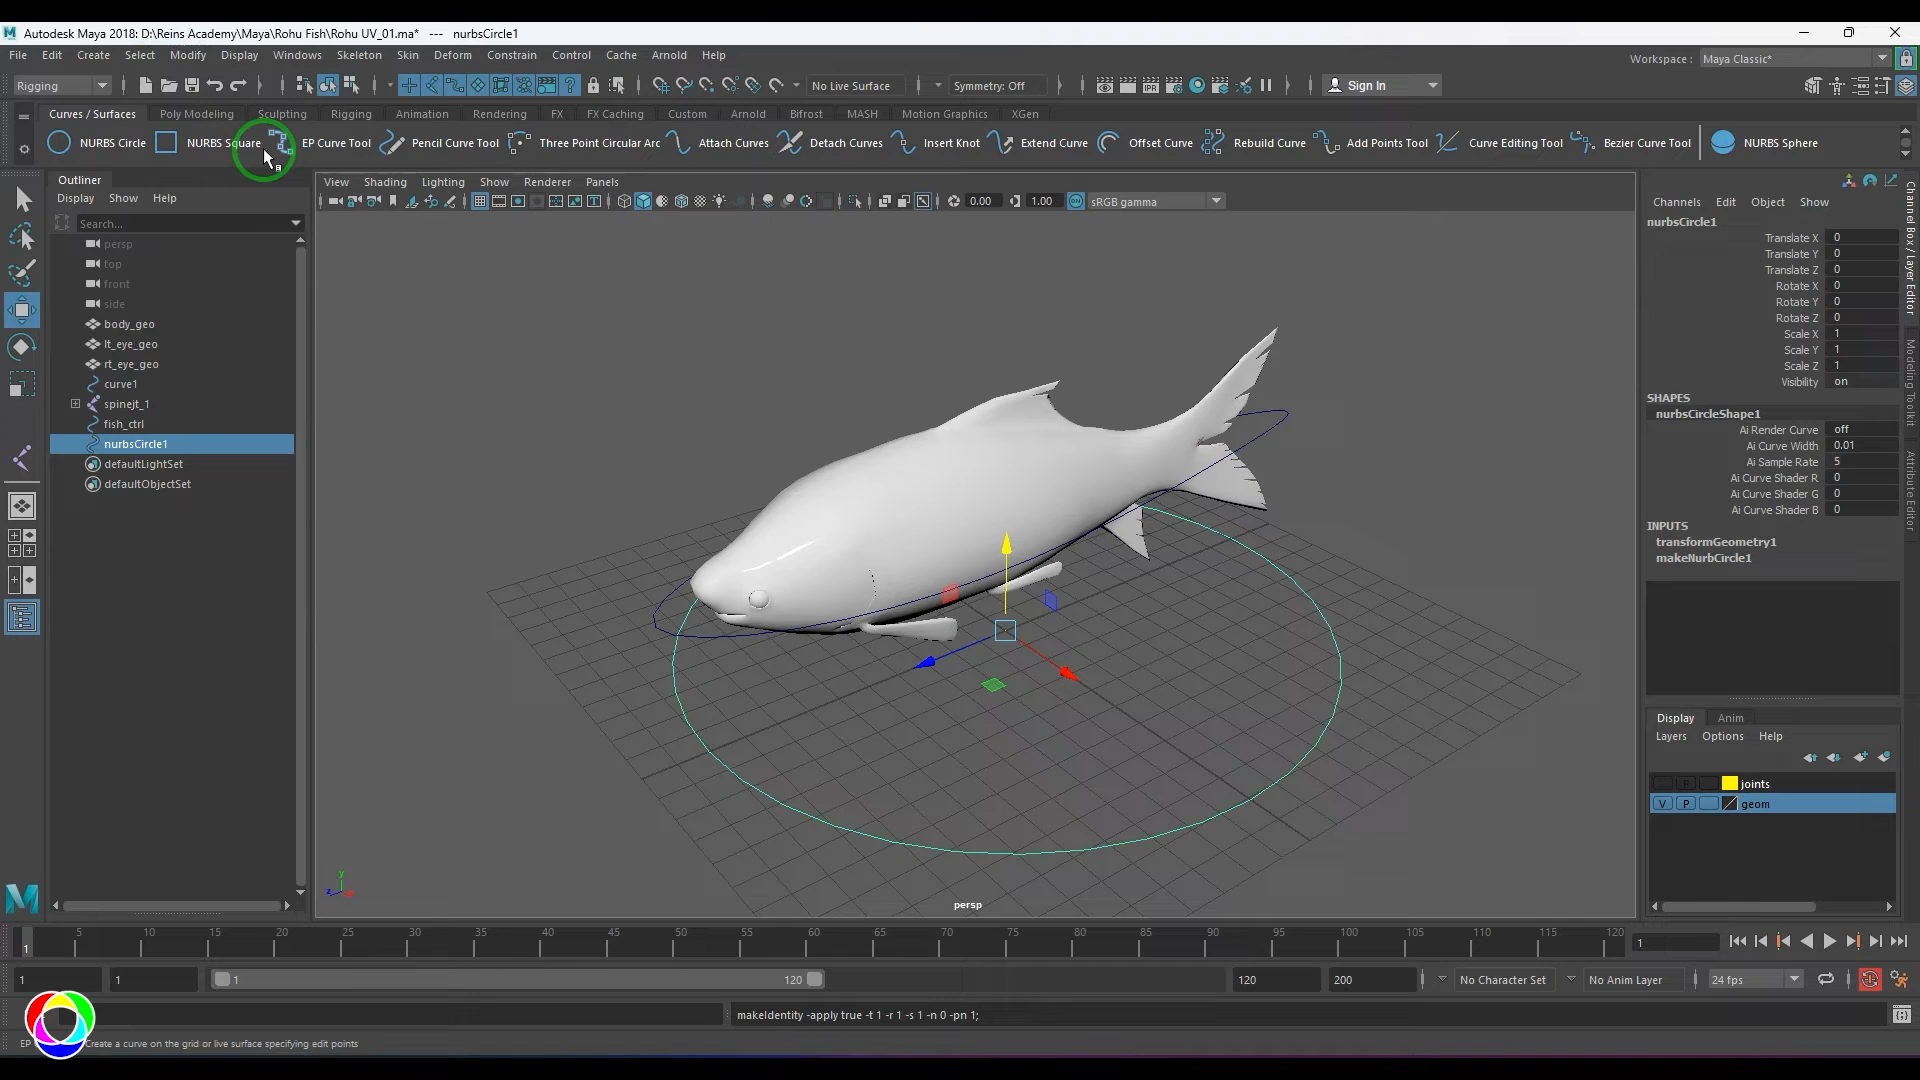 Autodesk Maya 2018: D:\Reins Academy\Maya\Rohu Fish\Rohu UV_01.ma* --- nurbsCircle1
File Edit Create Select Modify Display Windows Skeleton Skin Deform Constrain Control Cache Arnold Help
Workspace : Maya Classic*
Rigging No Live Surface Symmetry: Off Sign In
Curves / Surfaces Poly Modeling Sculpting Rigging Animation Rendering FX FX Caching Custom Arnold Bifrost MASH Motion Graphics XGen
NURBS Circle NURBS Square EP Curve Tool Pencil Curve Tool Three Point Circular Arc Attach Curves Detach Curves Insert Knot Extend Curve Offset Curve Rebuild Curve Add Points Tool Curve Editing Tool Bezier Curve Tool NURBS Sphere
Outliner
Display Show Help
Search...
persp
top
front
side
body_geo
lt_eye_geo
rt_eye_geo
curve1
spinejt_1
fish_ctrl
nurbsCircle1
defaultLightSet
defaultObjectSet
View Shading Lighting Show Renderer Panels
0.00 1.00 sRGB gamma
y
z
persp
Channels Edit Object Show
nurbsCircle1
Translate X 0
Translate Y 0
Translate Z 0
Rotate X 0
Rotate Y 0
Rotate Z 0
Scale X 1
Scale Y 1
Scale Z 1
Visibility on
SHAPES
nurbsCircleShape1
Ai Render Curve off
Ai Curve Width 0.01
Ai Sample Rate 5
Ai Curve Shader R 0
Ai Curve Shader G 0
Ai Curve Shader B 0
INPUTS
transformGeometry1
makeNurbCircle1
Display Anim
Layers Options Help
P joints
V P geom
Channel Box / Layer Editor
Modeling Toolkit
Attribute Editor
5 10 15 20 25 30 35 40 45 50 55 60 65 70 75 80 85 90 95 100 105 110 115 120
1 1
1 1 1 120 120 200 No Character Set No Anim Layer 24 fps
makeIdentity -apply true -t 1 -r 1 -s 1 -n 0 -pn 1;
EP Create a curve on the grid or live surface specifying edit points